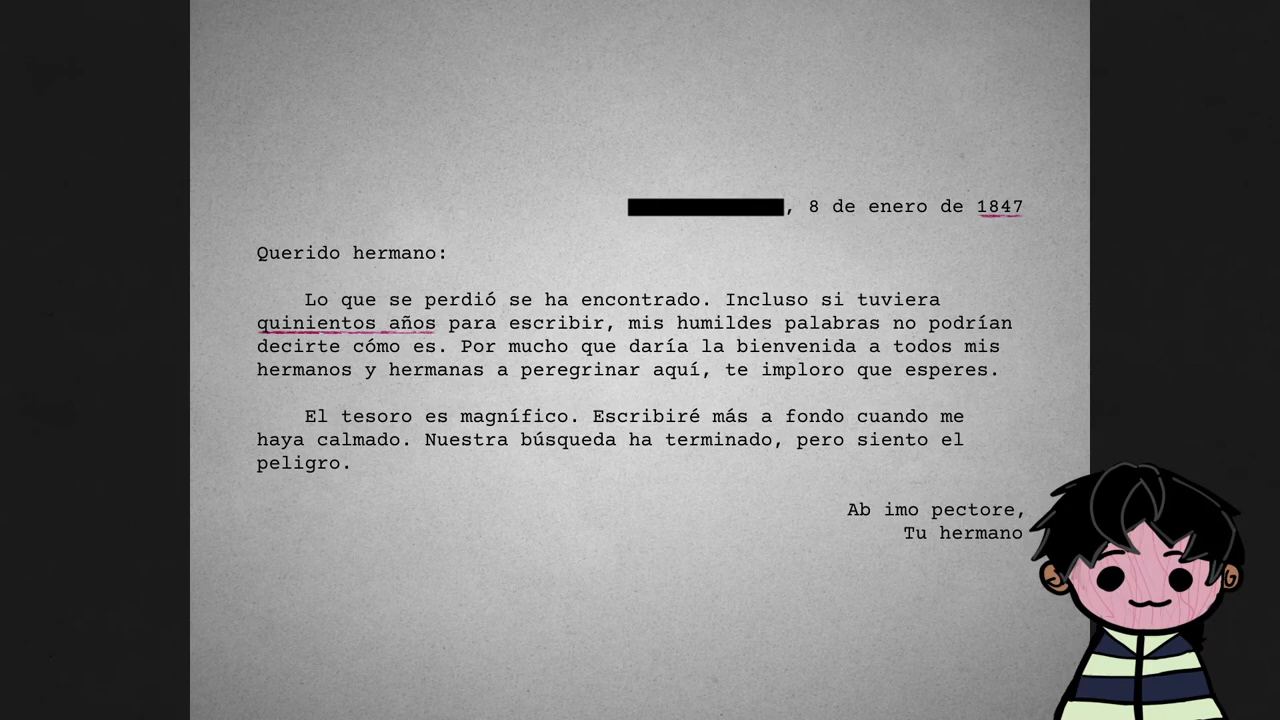 , 8 de enero de 1847
Querido hermano:
Lo que se perdió se ha encontrado. Incluso si tuviera
quinientos años para escribir, mis humildes palabras no podrían
decirte cómo es. Por mucho que daría la bienvenida a todos mis
hermanos y hermanas a peregrinar aquí, te imploro que esperes.
El tesoro es magnífico. Escribiré más a fondo cuando me
haya calmado. Nuestra búsqueda ha terminado, pero siento el
peligro.
Ab imo pectore,
Tu hermano